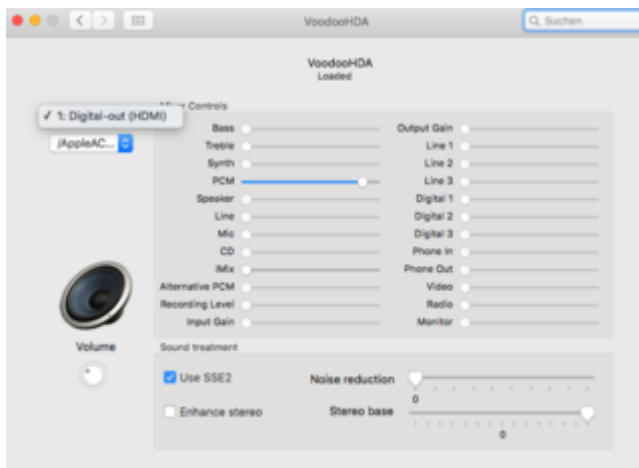 VoodooHDA
Suchen
VoodooHDA
Loaded
Mixer Controls
✓ 1: Digital-out (HDMI)
Bass
Output Gain
/AppleAC...
Treble
Line 1
Synth
Line 2
PCM
Line 3
Speaker
Digital 1
Line
Digital 2
Mic
Digital 3
CD
Phone In
iMix
Phone Out
Alternative PCM
Video
Recording Level
Radio
Input Gain
Monitor
Volume
Sound treatment
Use SSE2
Noise reduction
0
Enhance stereo
Stereo base
0